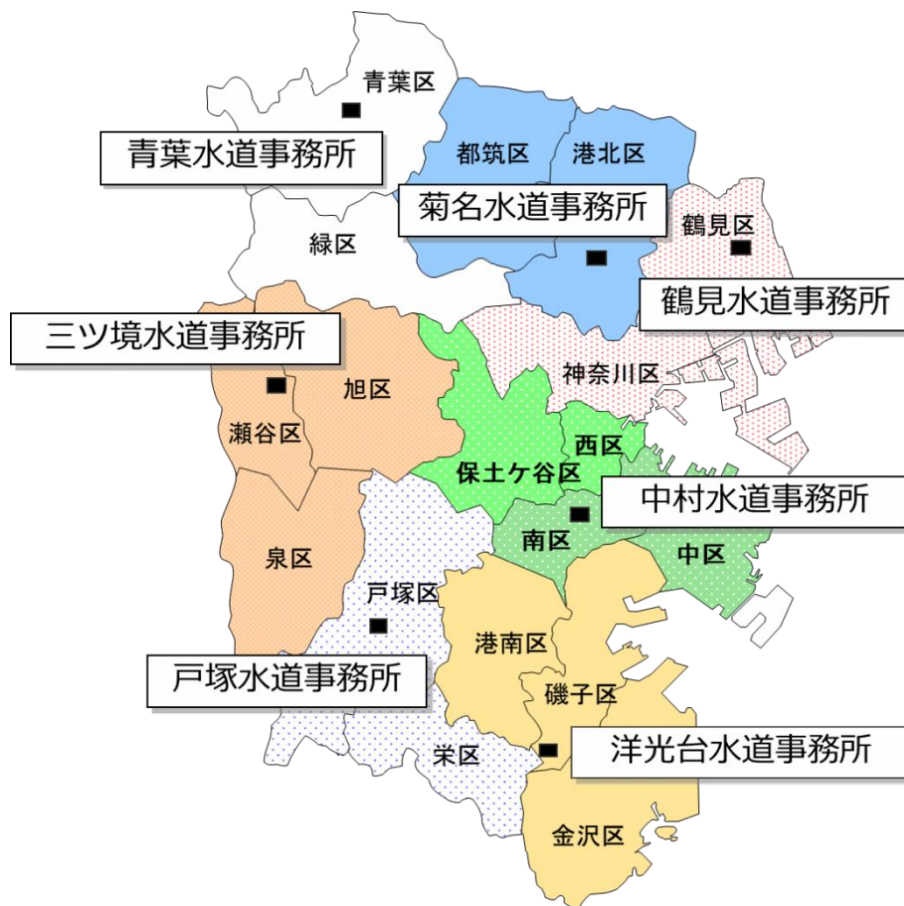 青葉区
青葉水道事務所
都筑区
港北区
菊名水道事務所
鶴見区
緑区
鶴見水道事務所
三ツ境水道事務所
神奈川区
旭区
瀬谷区
西区
保土ケ谷区
中村水道事務所
南区
中区
泉区
戸塚区
港南区
戸塚水道事務所
磯子区
洋光台水道事務所
栄区
金沢区